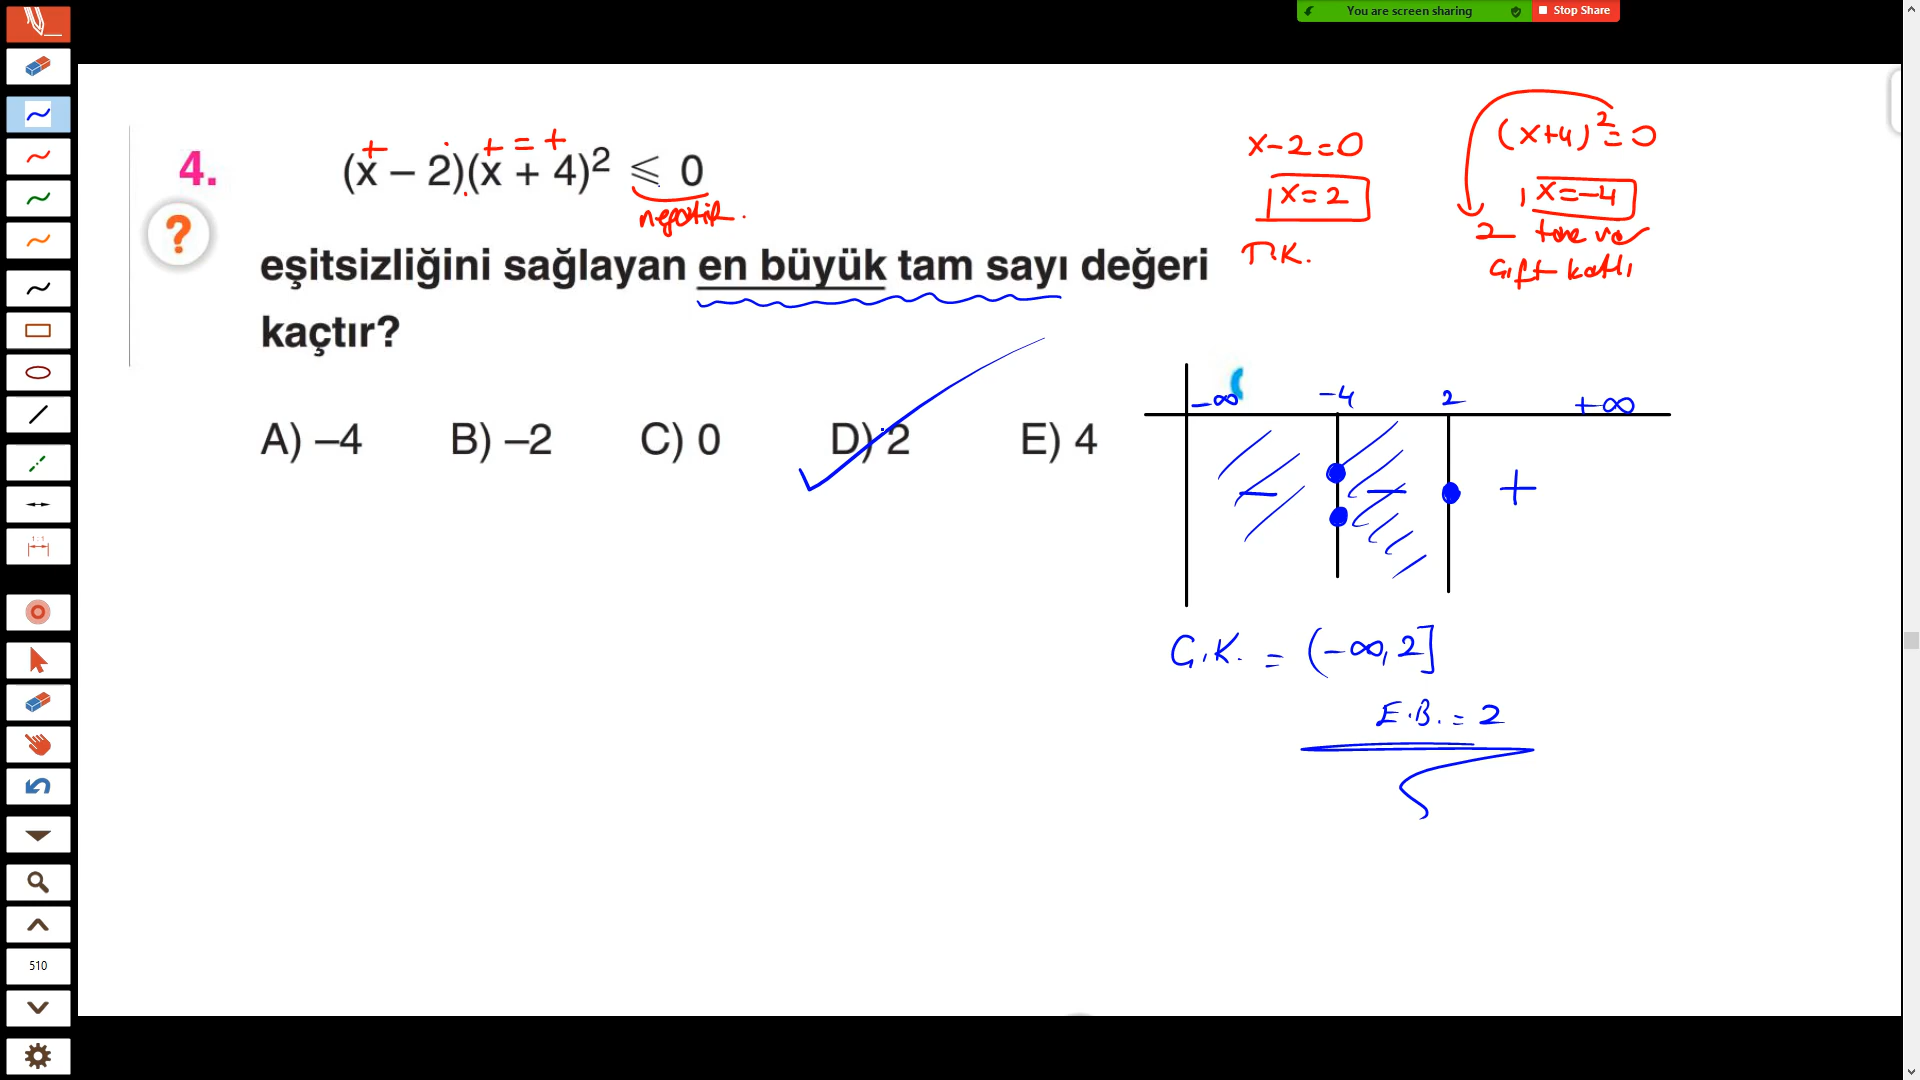 You are screen sharing
Stop Share
+ . + = +
4. (x – 2)(x + 4)² ⩽ 0
negatif.
?
eşitsizliğini sağlayan en büyük tam sayı değeri
kaçtır?
A) –4 B) –2 C) 0 D) 2 E) 4
x-2=0
x=2
T.K.
(x+4)²=0
x=-4
2 tane ve
Çift katlı
-∞ -4 2 +∞
- - +
Ç.K. = (-∞, 2]
E.B. = 2
1:1
510